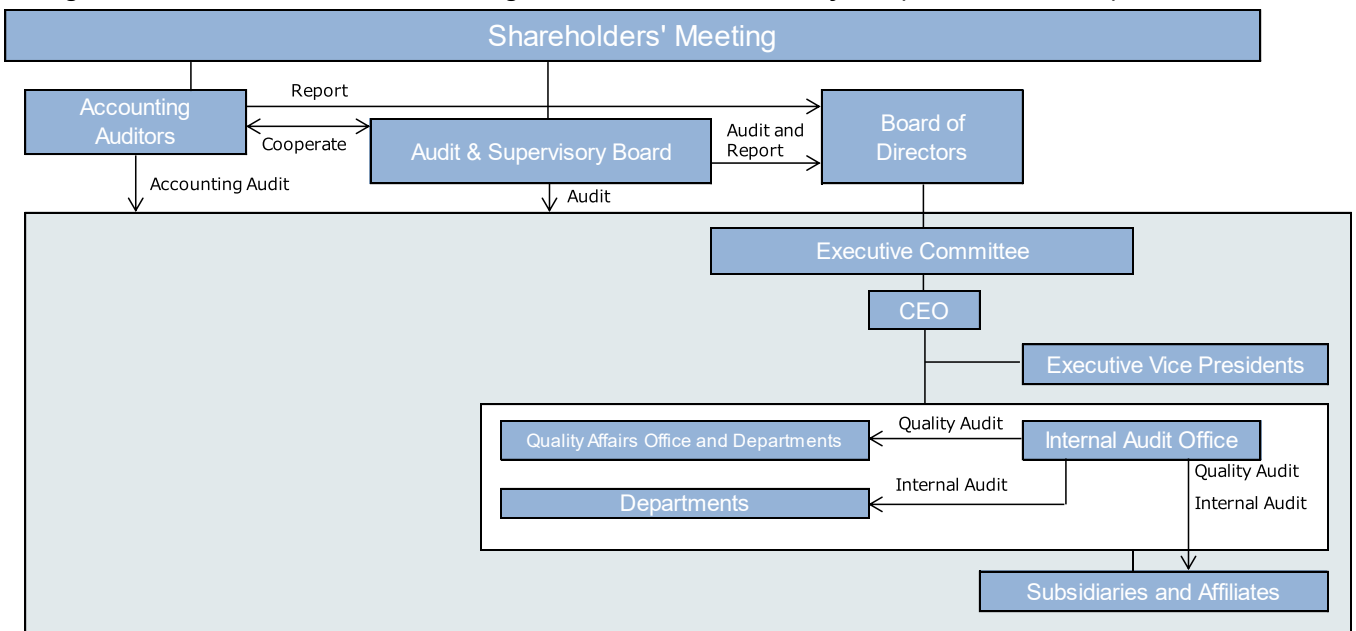 Shareholders' Meeting
Report
Accounting
Auditors
Cooperate
Audit & Supervisory Board
Audit and
Report
Board of
Directors
Accounting Audit
Audit
Executive Committee
CEO
Executive Vice Presidents
Quality Affairs Office and Departments
Quality Audit
Internal Audit Office
Quality Audit
Internal Audit
Departments
Internal Audit
Subsidiaries and Affiliates